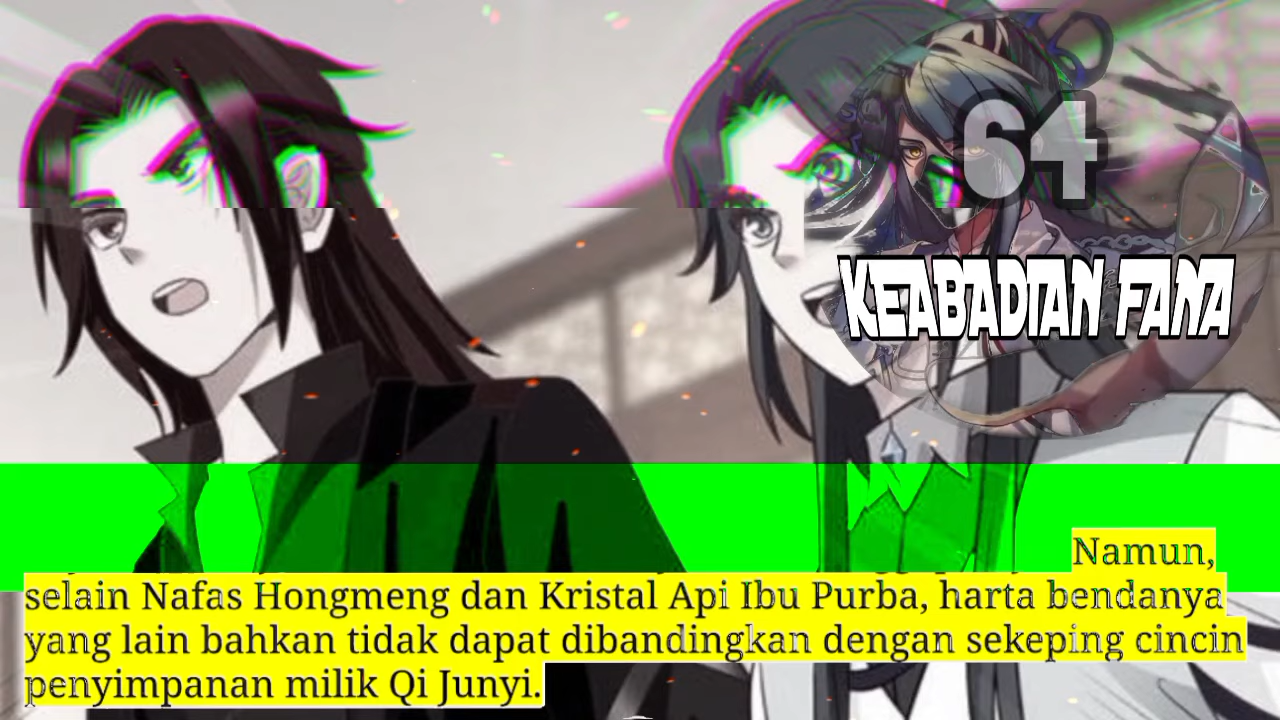 64
KEABADIAN FANA
Namun,
selain Nafas Hongmeng dan Kristal Api Ibu Purba, harta bendanya
yang lain bahkan tidak dapat dibandingkan dengan sekeping cincin
penyimpanan milik Qi Junyi.